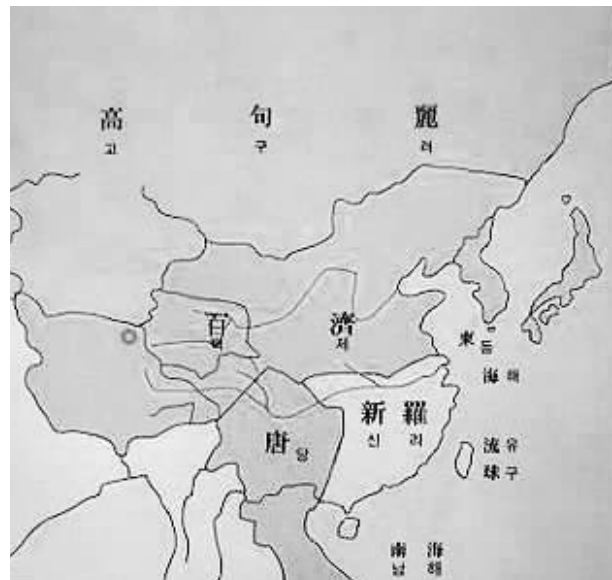 高 句 麗
고 구 려
百 濟
백 제
東 동
海 해
新 羅
신 라
唐 당
流 유
球 구
南 海
남 해